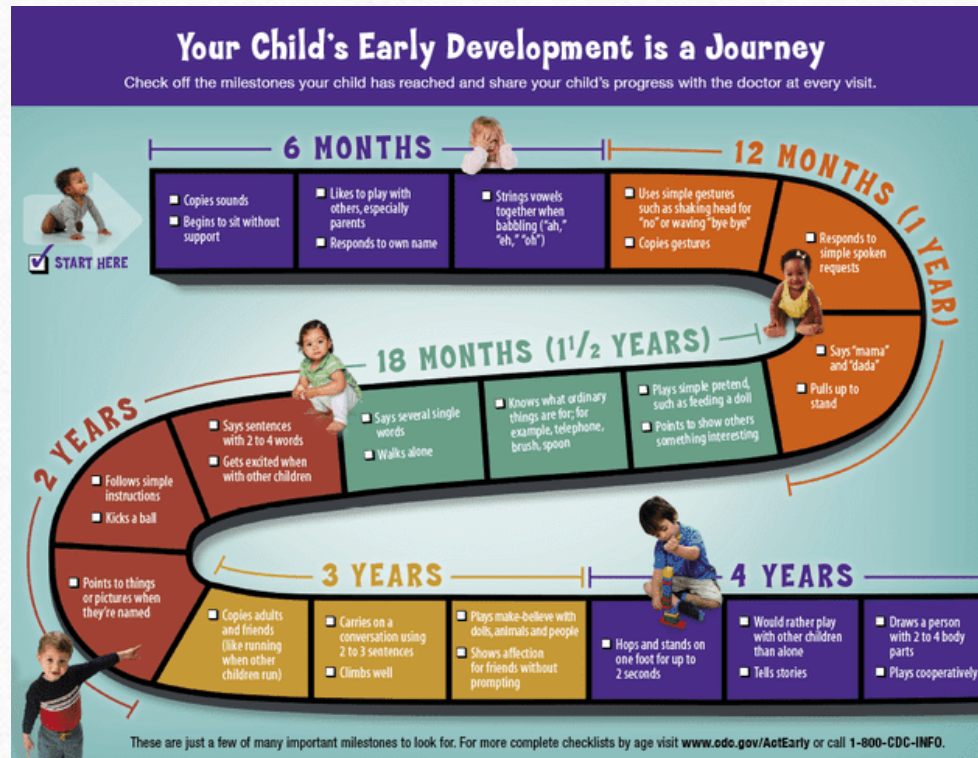 Your Child's Early Development is a Journey
Check off the milestones your child has reached and share your child's progress with the doctor at every visit.
6 MONTHS
12 MONTHS (1 YEAR)
START HERE
Copies sounds
Begins to sit without
support
Likes to play with
others, especially
parents
Responds to own name
Strings vowels
together when
babbling ("ah,"
"eh," "oh")
Uses simple gestures
such as shaking head for
"no" or waving "bye bye"
Copies gestures
Responds to
simple spoken
requests
Says "mama"
and "dada"
Pulls up to
stand
18 MONTHS (1 1/2 YEARS)
Plays simple pretend,
such as feeding a doll
Points to show others
something interesting
Knows what ordinary
things are for; for
example, telephone,
brush, spoon
Says several single
words
Walks alone
2 YEARS
Says sentences
with 2 to 4 words
Gets excited when
with other children
Follows simple
instructions
Kicks a ball
Points to things
or pictures when
they're named
3 YEARS
Copies adults
and friends
(like running
when other
children run)
Carries on a
conversation using
2 to 3 sentences
Climbs well
Plays make-believe with
dolls, animals and people
Shows affection
for friends without
prompting
4 YEARS
Hops and stands on
one foot for up to
2 seconds
Would rather play
with other children
than alone
Tells stories
Draws a person
with 2 to 4 body
parts
Plays cooperatively
These are just a few of many important milestones to look for. For more complete checklists by age visit www.cdc.gov/ActEarly or call 1-800-CDC-INFO.